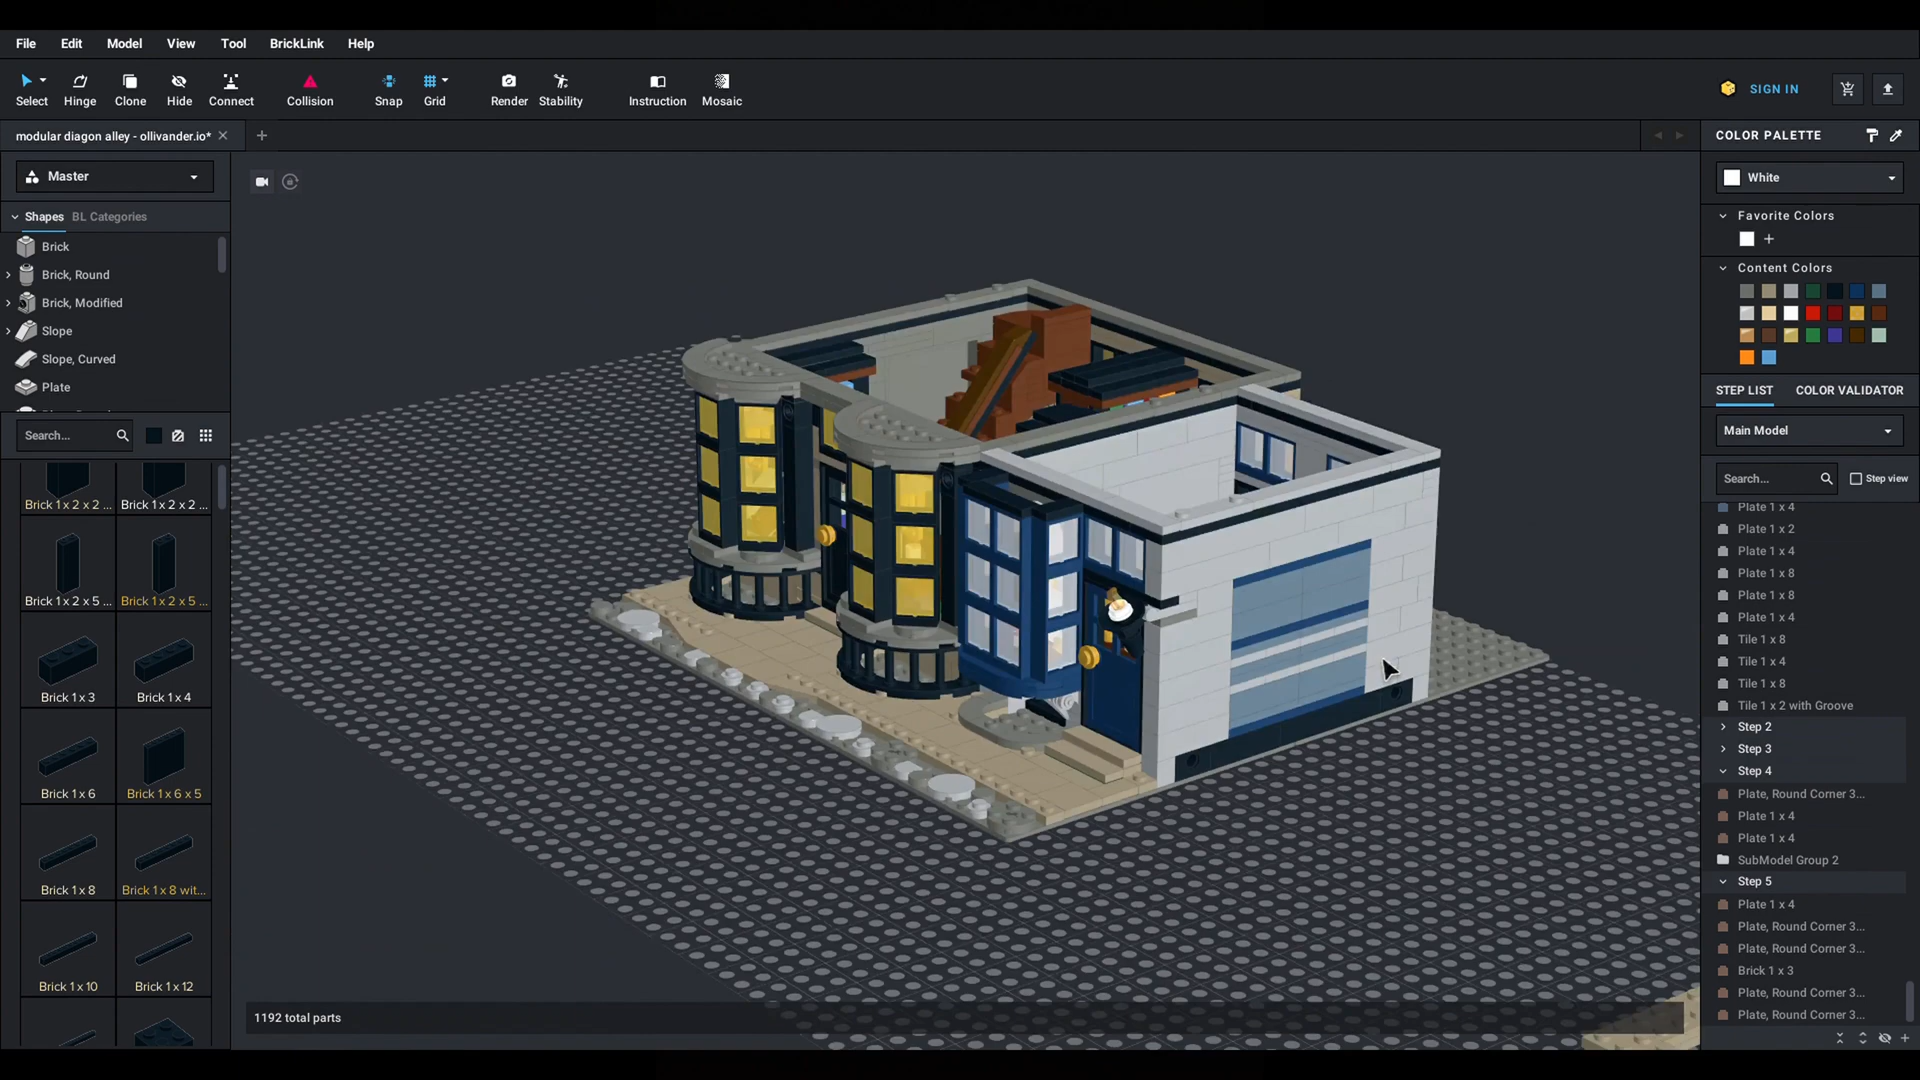 File Edit Model View Tool BrickLink Help
Select Hinge Clone Hide Connect Collision Snap Grid Render Stability Instruction Mosaic
SIGN IN
modular diagon alley - ollivander.io*
Master
Shapes BL Categories
Brick
Brick, Round
Brick, Modified
Slope
Slope, Curved
Plate
Search...
Brick 1 x 2 x 2 ... Brick 1 x 2 x 2 ...
Brick 1 x 2 x 5 ... Brick 1 x 2 x 5 ...
Brick 1 x 3 Brick 1 x 4
Brick 1 x 6 Brick 1 x 6 x 5
Brick 1 x 8 Brick 1 x 8 wit...
Brick 1 x 10 Brick 1 x 12
1192 total parts
COLOR PALETTE
White
Favorite Colors
Content Colors
STEP LIST COLOR VALIDATOR
Main Model
Search... Step view
Plate 1 x 4
Plate 1 x 2
Plate 1 x 4
Plate 1 x 8
Plate 1 x 8
Plate 1 x 4
Tile 1 x 8
Tile 1 x 4
Tile 1 x 8
Tile 1 x 2 with Groove
Step 2
Step 3
Step 4
Plate, Round Corner 3...
Plate 1 x 4
Plate 1 x 4
SubModel Group 2
Step 5
Plate 1 x 4
Plate, Round Corner 3...
Plate, Round Corner 3...
Brick 1 x 3
Plate, Round Corner 3...
Plate, Round Corner 3...